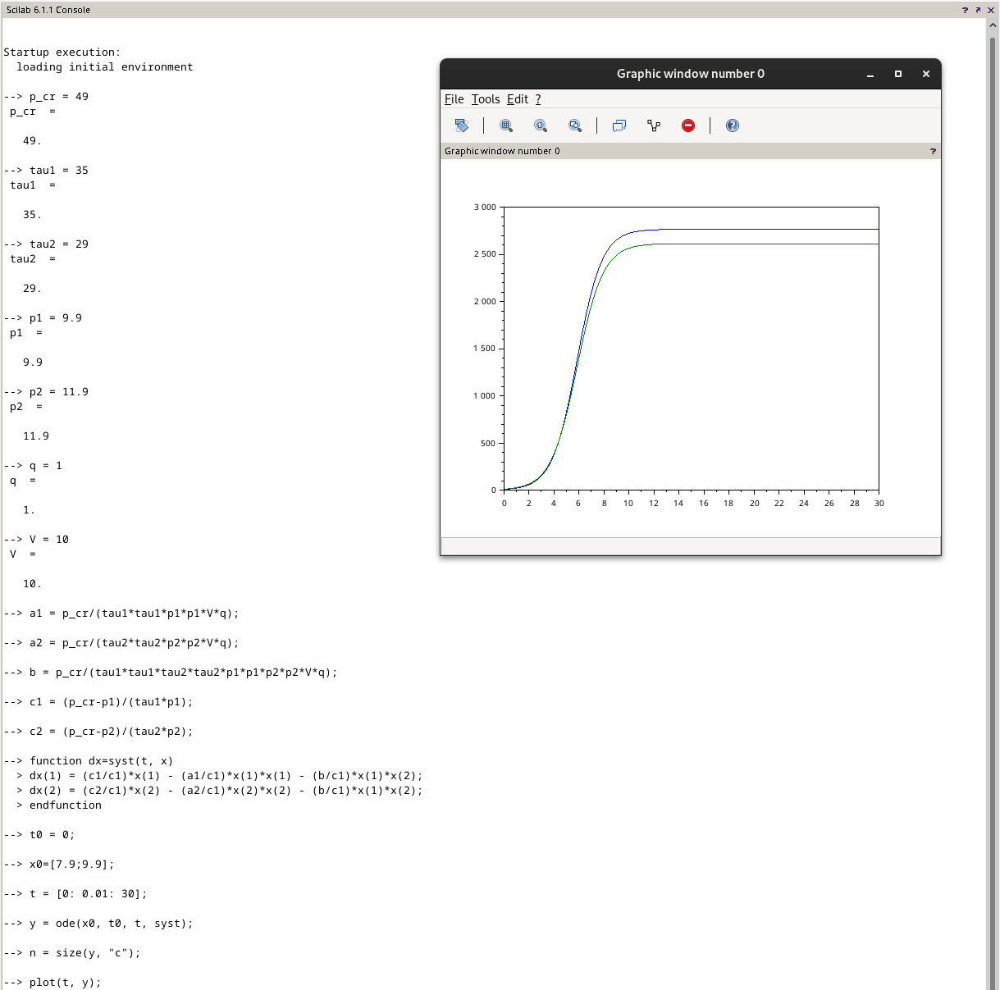 Scilab 6.1.1 Console
Startup execution:
  loading initial environment
--> p_cr = 49
 p_cr  =
   49.
--> tau1 = 35
 tau1  =
   35.
--> tau2 = 29
 tau2  =
   29.
--> p1 = 9.9
 p1  =
   9.9
--> p2 = 11.9
 p2  =
   11.9
--> q = 1
 q  =
   1.
--> V = 10
 V  =
   10.
--> a1 = p_cr/(tau1*tau1*p1*p1*V*q);
--> a2 = p_cr/(tau2*tau2*p2*p2*V*q);
--> b = p_cr/(tau1*tau1*tau2*tau2*p1*p1*p2*p2*V*q);
--> c1 = (p_cr-p1)/(tau1*p1);
--> c2 = (p_cr-p2)/(tau2*p2);
--> function dx=syst(t, x)
  > dx(1) = (c1/c1)*x(1) - (a1/c1)*x(1)*x(1) - (b/c1)*x(1)*x(2);
  > dx(2) = (c2/c1)*x(2) - (a2/c1)*x(2)*x(2) - (b/c1)*x(1)*x(2);
  > endfunction
--> t0 = 0;
--> x0=[7.9;9.9];
--> t = [0: 0.01: 30];
--> y = ode(x0, t0, t, syst);
--> n = size(y, "c");
--> plot(t, y);
Graphic window number 0
File Tools Edit ?
Graphic window number 0
3 000
2 500
2 000
1 500
1 000
500
0
0 2 4 6 8 10 12 14 16 18 20 22 24 26 28 30